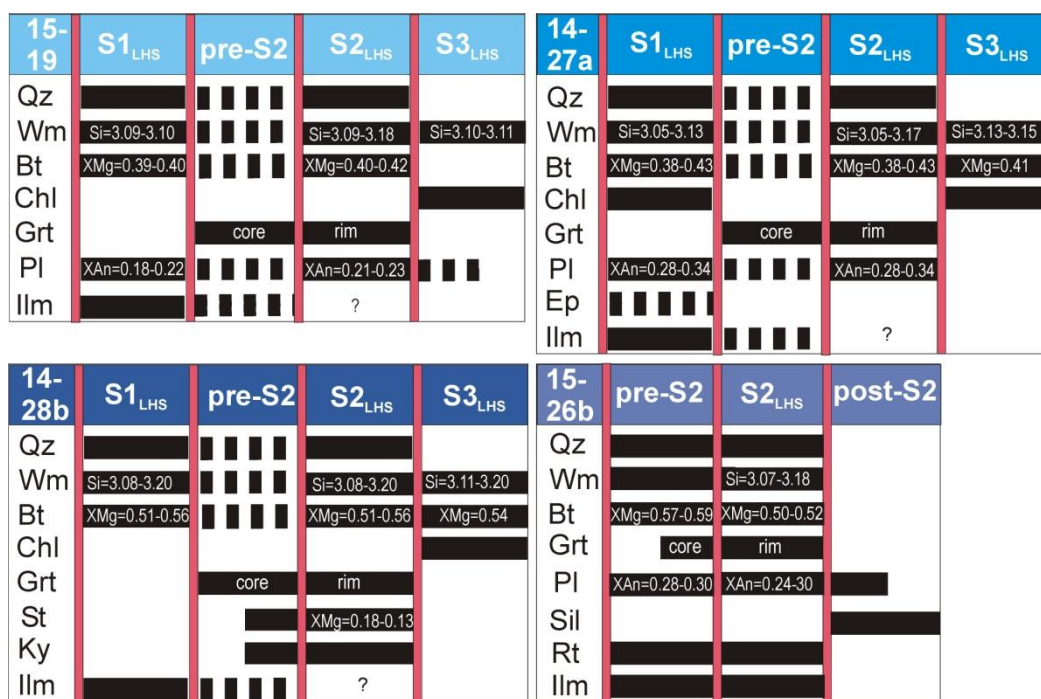 15-19 S1LHS pre-S2 S2LHS S3LHS
Qz
Wm Si=3.09-3.10 Si=3.09-3.18 Si=3.10-3.11
Bt XMg=0.39-0.40 XMg=0.40-0.42
Chl
Grt core rim
Pl XAn=0.18-0.22 XAn=0.21-0.23
Ilm ?
14-27a S1LHS pre-S2 S2LHS S3LHS
Qz
Wm Si=3.05-3.13 Si=3.05-3.17 Si=3.13-3.15
Bt XMg=0.38-0.43 XMg=0.38-0.43 XMg=0.41
Chl
Grt core rim
Pl XAn=0.28-0.34 XAn=0.28-0.34
Ep
Ilm ?
14-28b S1LHS pre-S2 S2LHS S3LHS
Qz
Wm Si=3.08-3.20 Si=3.08-3.20 Si=3.11-3.20
Bt XMg=0.51-0.56 XMg=0.51-0.56 XMg=0.54
Chl
Grt core rim
St XMg=0.18-0.13
Ky
Ilm ?
15-26b pre-S2 S2LHS post-S2
Qz
Wm Si=3.07-3.18
Bt XMg=0.57-0.59 XMg=0.50-0.52
Grt core rim
Pl XAn=0.28-0.30 XAn=0.24-30
Sil
Rt
Ilm